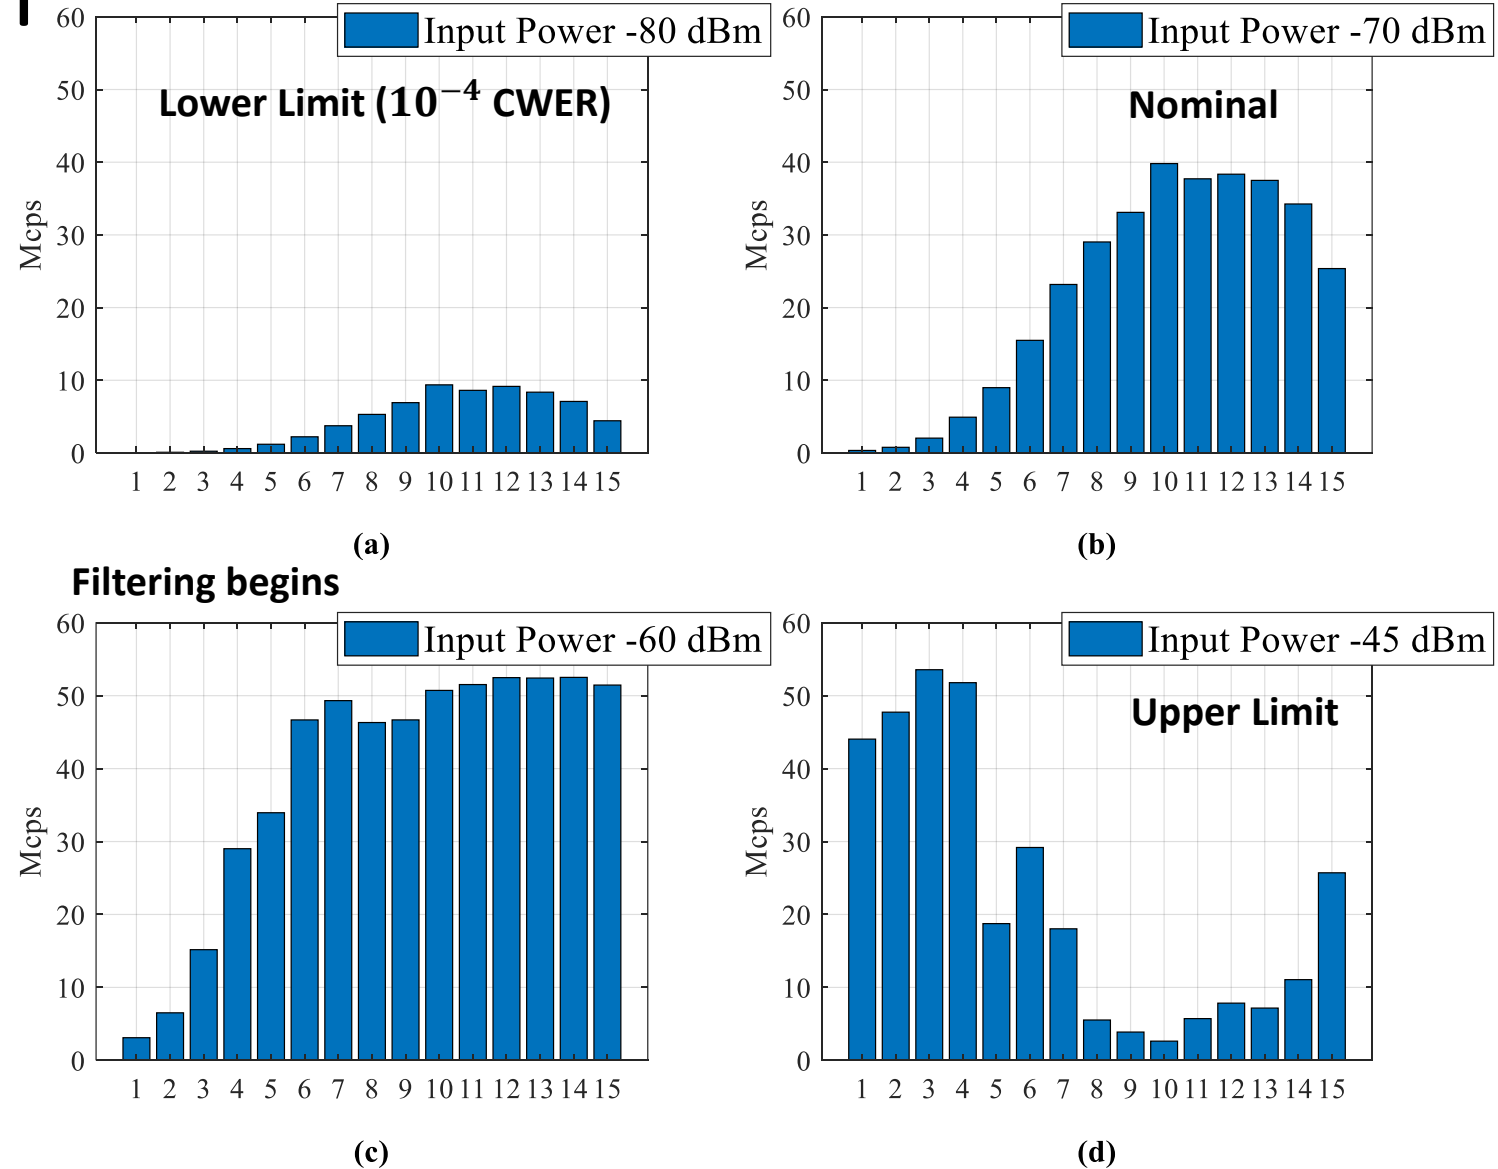 Input Power -80 dBm
Lower Limit (10⁻⁴ CWER)
60
50
40
30
20
10
0
Mcps
1 2 3 4 5 6 7 8 9 10 11 12 13 14 15
(a)
Input Power -70 dBm
Nominal
60
50
40
30
20
10
0
Mcps
1 2 3 4 5 6 7 8 9 10 11 12 13 14 15
(b)
Filtering begins
Input Power -60 dBm
60
50
40
30
20
10
0
Mcps
1 2 3 4 5 6 7 8 9 10 11 12 13 14 15
(c)
Input Power -45 dBm
Upper Limit
60
50
40
30
20
10
0
Mcps
1 2 3 4 5 6 7 8 9 10 11 12 13 14 15
(d)